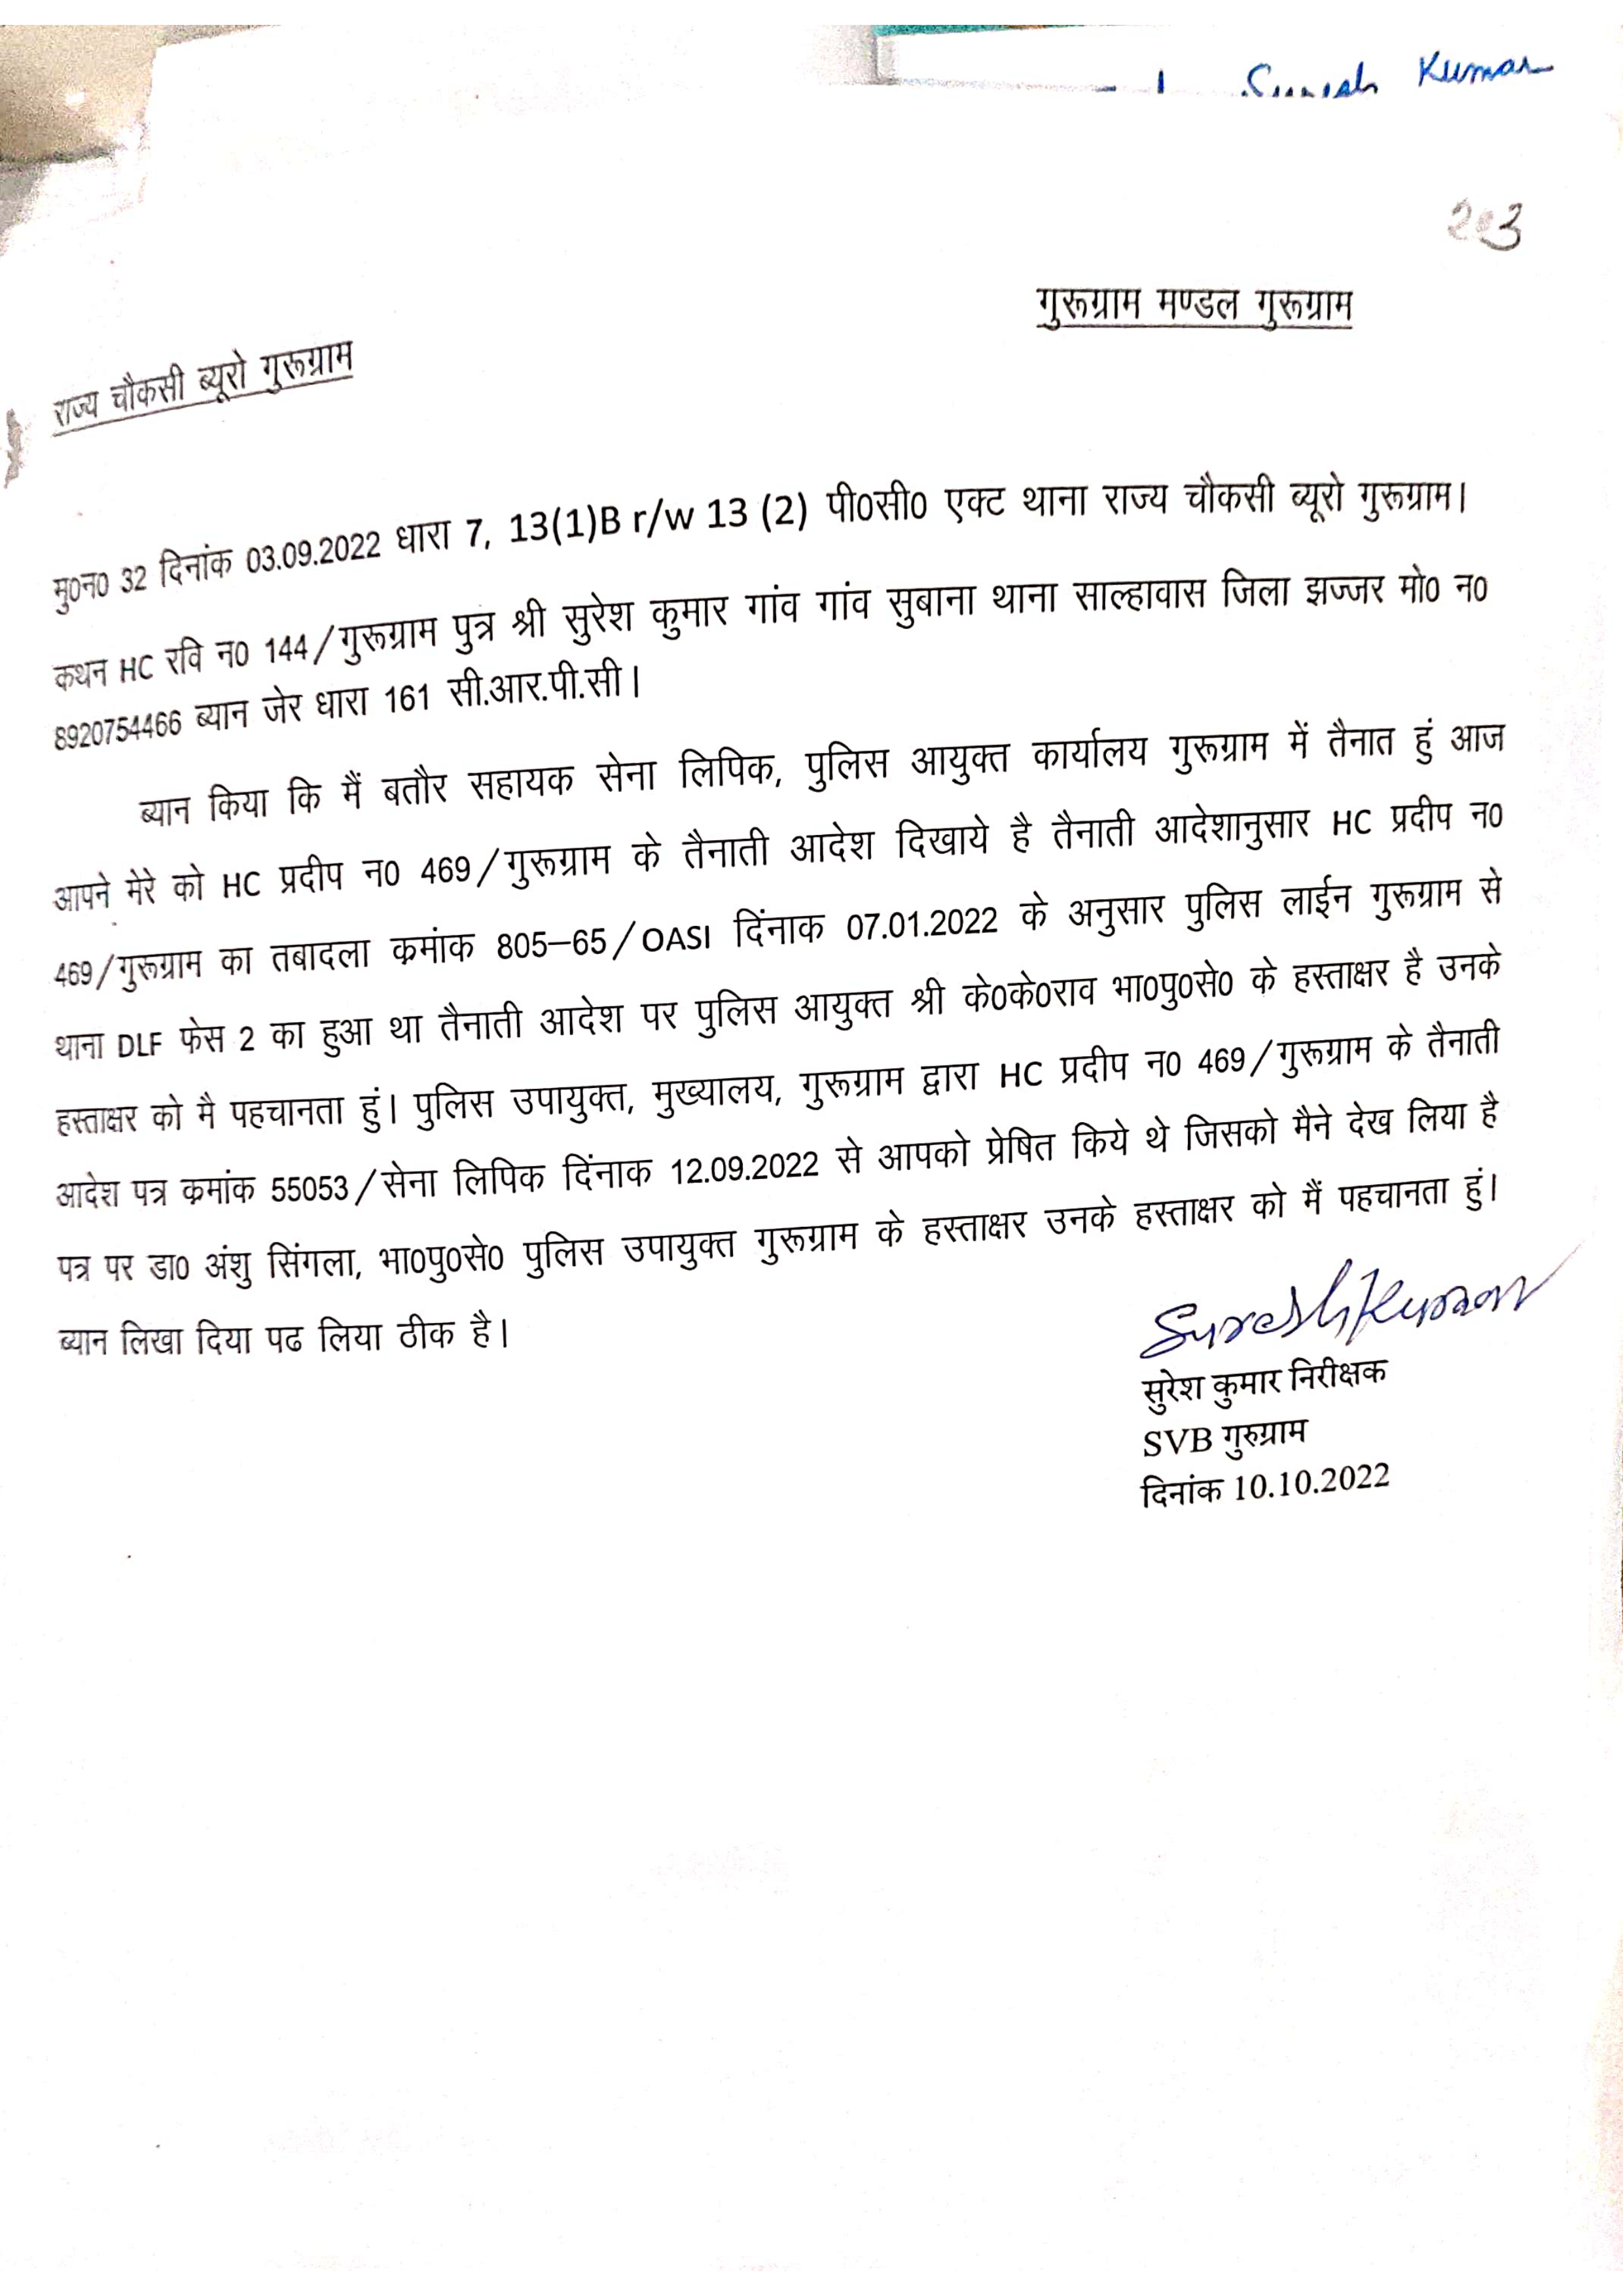 Kumar
गुरूग्राम मण्डल गुरूग्राम
राज्य चौकसी ब्यूरो गुरूग्राम
मु0न0 32 दिनांक 03.09.2022 धारा 7, 13(1)B r/w 13 (2) पी0सी0 एक्ट थाना राज्य चौकसी ब्यूरो गुरूग्राम।
कथन HC रवि न0 144/गुरूग्राम पुत्र श्री सुरेश कुमार गांव गांव सुबाना थाना साल्हावास जिला झज्जर मो0 न0
8920754466 ब्यान जेर धारा 161 सी.आर.पी.सी।
ब्यान किया कि मैं बतौर सहायक सेना लिपिक, पुलिस आयुक्त कार्यालय गुरूग्राम में तैनात हुं आज
आपने मेरे को HC प्रदीप न0 469/गुरूग्राम के तैनाती आदेश दिखाये है तैनाती आदेशानुसार HC प्रदीप न0
469/गुरूग्राम का तबादला क्रमांक 805–65/OASI दिंनाक 07.01.2022 के अनुसार पुलिस लाईन गुरूग्राम से
थाना DLF फेस 2 का हुआ था तैनाती आदेश पर पुलिस आयुक्त श्री के0के0राव भा0पु0से0 के हस्ताक्षर है उनके
हस्ताक्षर को मै पहचानता हुं। पुलिस उपायुक्त, मुख्यालय, गुरूग्राम द्वारा HC प्रदीप न0 469/गुरूग्राम के तैनाती
आदेश पत्र क्रमांक 55053/सेना लिपिक दिंनाक 12.09.2022 से आपको प्रेषित किये थे जिसको मैने देख लिया है
पत्र पर डा0 अंशु सिंगला, भा0पु0से0 पुलिस उपायुक्त गुरूग्राम के हस्ताक्षर उनके हस्ताक्षर को मैं पहचानता हुं।
ब्यान लिखा दिया पढ लिया ठीक है।
Suresh Kumar
सुरेश कुमार निरीक्षक
SVB गुरुग्राम
दिनांक 10.10.2022